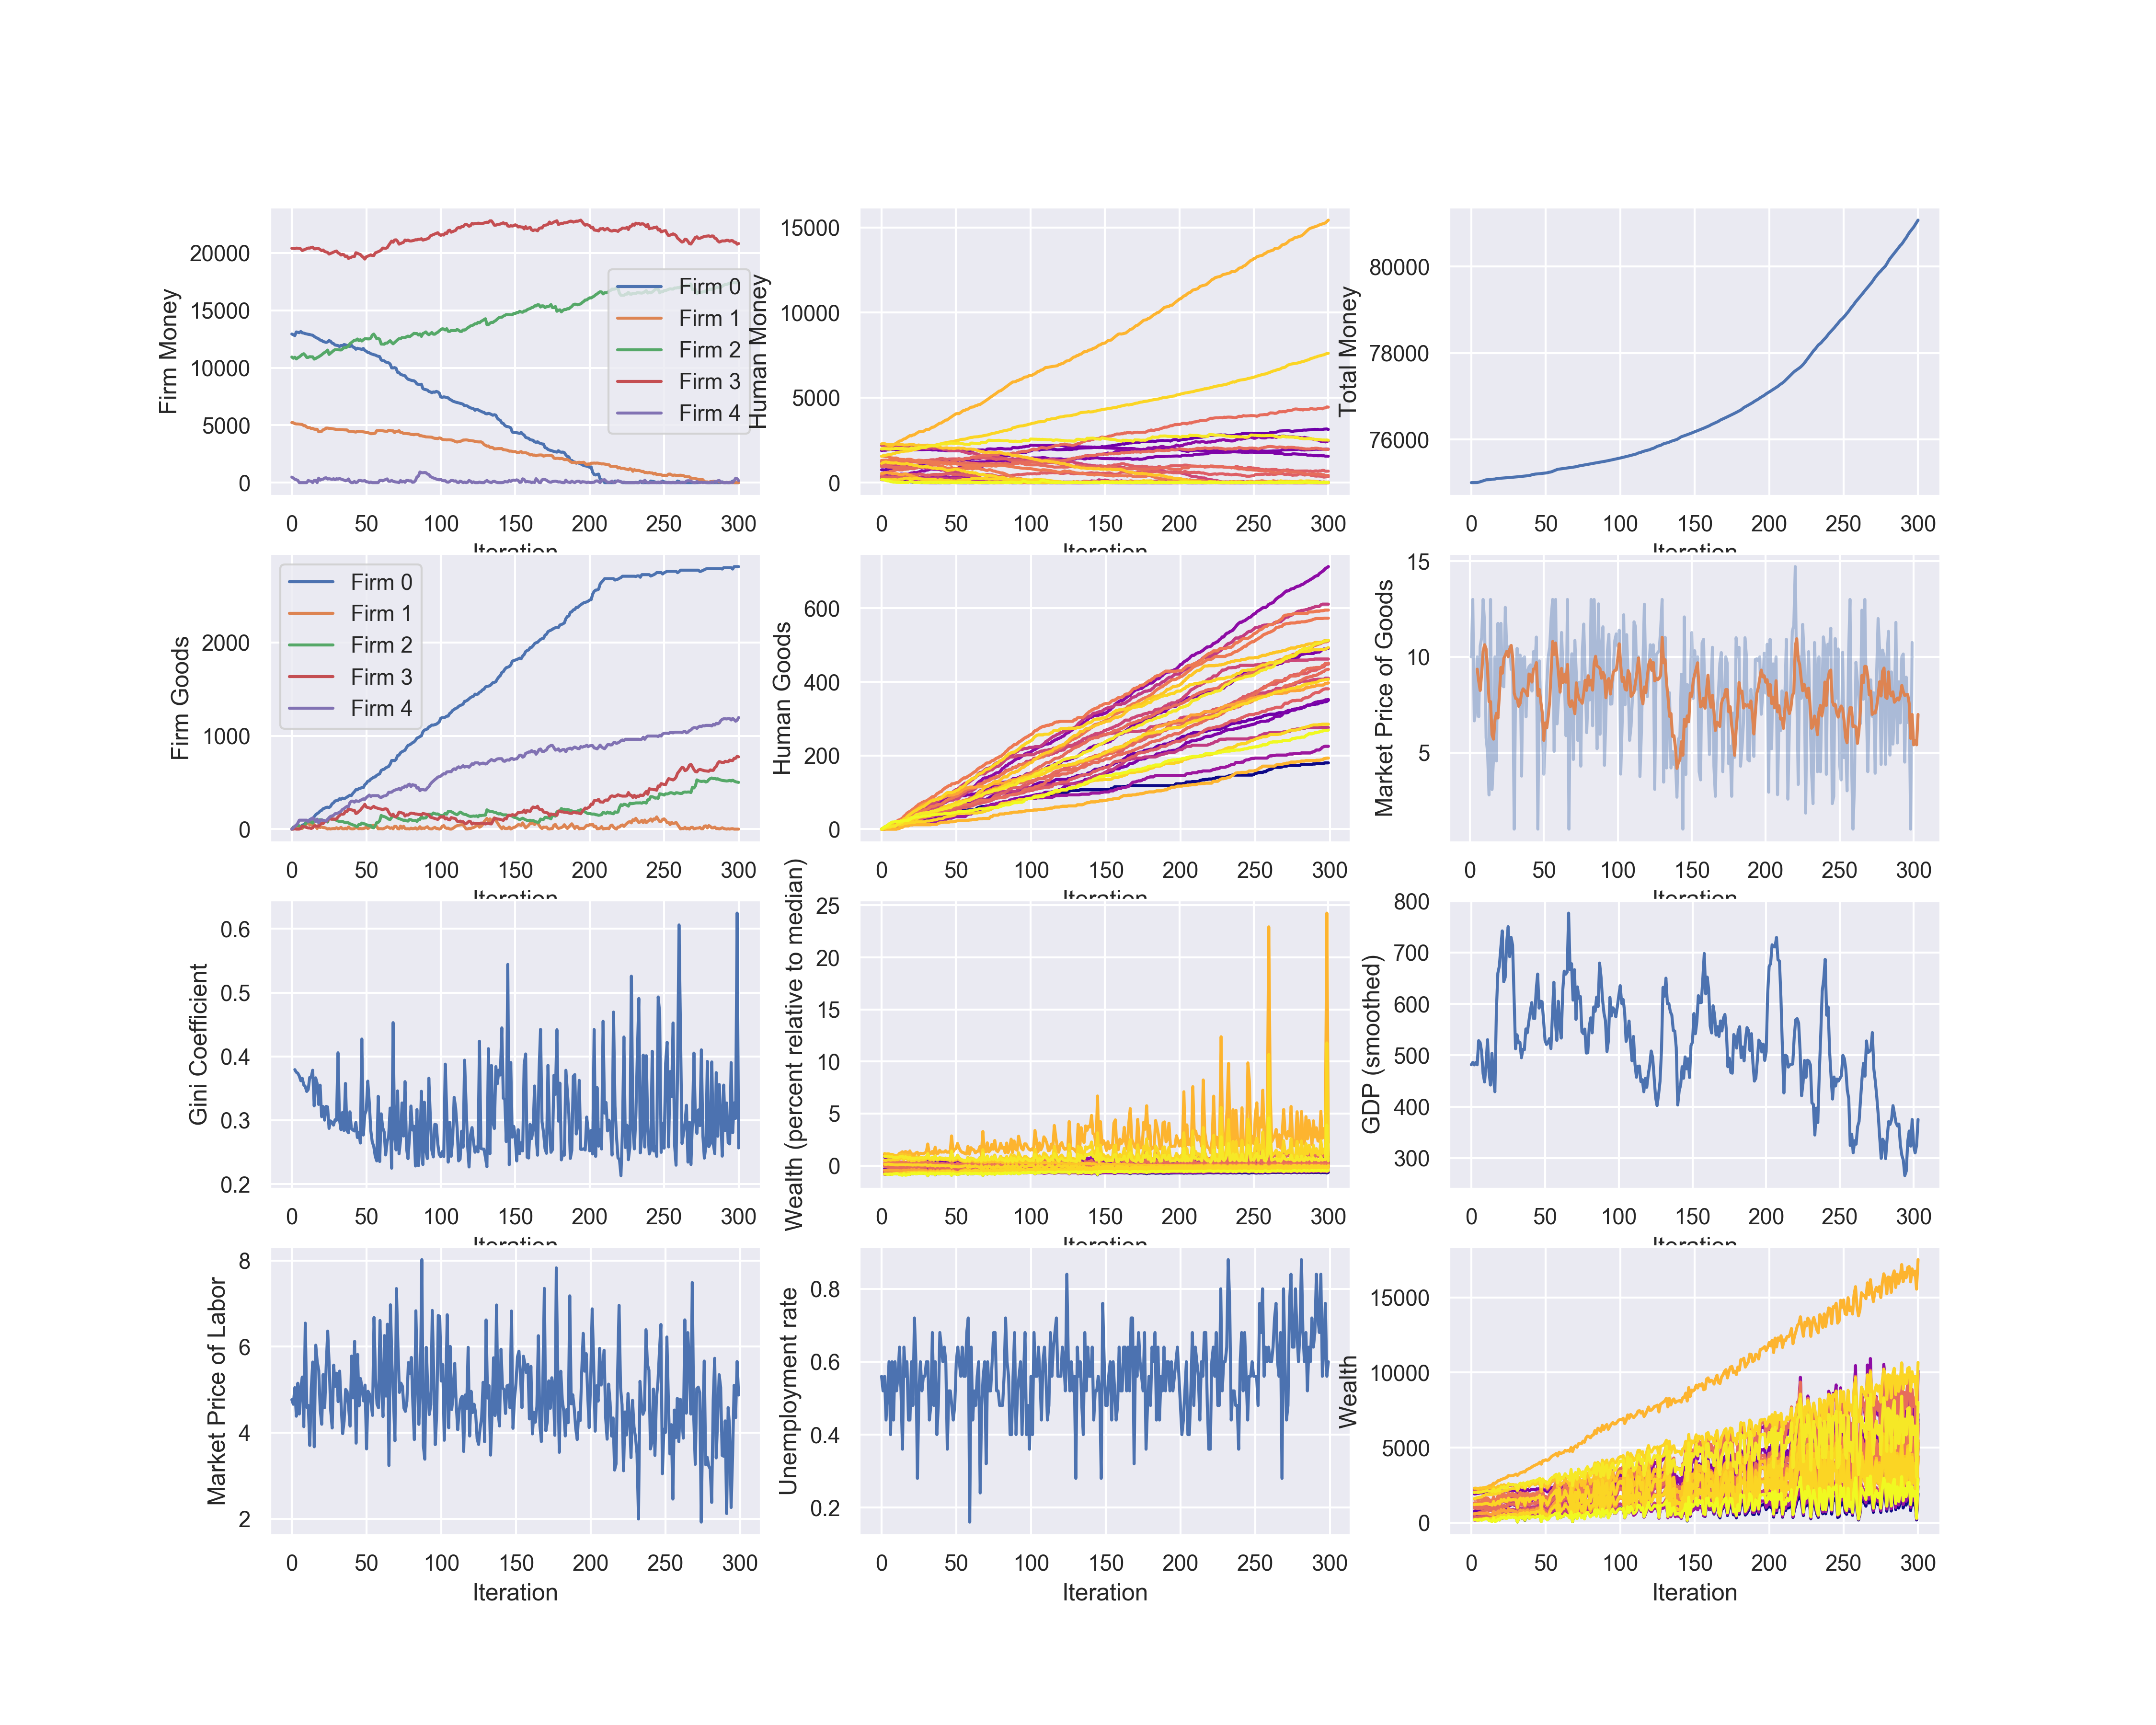 Firm Money
20000
15000
10000
5000
0
Firm 0
Firm 1
Firm 2
Firm 3
Firm 4
0 50 100 150 200 250 300
Iteration
Human Money
15000
10000
5000
0
0 50 100 150 200 250 300
Iteration
Total Money
80000
78000
76000
0 50 100 150 200 250 300
Iteration
Firm Goods
2000
1000
0
Firm 0
Firm 1
Firm 2
Firm 3
Firm 4
0 50 100 150 200 250 300
Iteration
Human Goods
600
400
200
0
0 50 100 150 200 250 300
Iteration
Market Price of Goods
15
10
5
0 50 100 150 200 250 300
Iteration
Gini Coefficient
0.6
0.5
0.4
0.3
0.2
0 50 100 150 200 250 300
Iteration
Wealth (percent relative to median)
25
20
15
10
5
0
0 50 100 150 200 250 300
Iteration
GDP (smoothed)
800
700
600
500
400
300
0 50 100 150 200 250 300
Iteration
Market Price of Labor
8
6
4
2
0 50 100 150 200 250 300
Iteration
Unemployment rate
0.8
0.6
0.4
0.2
0 50 100 150 200 250 300
Iteration
Wealth
15000
10000
5000
0
0 50 100 150 200 250 300
Iteration